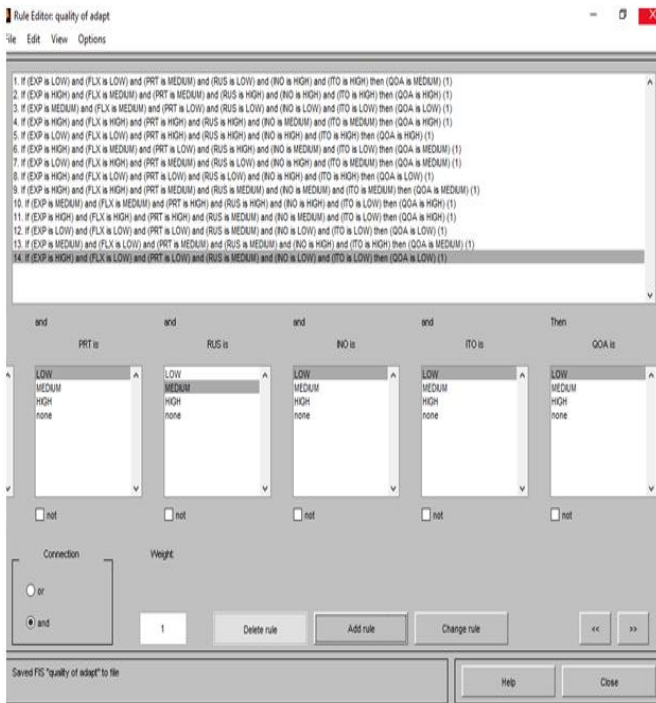 Rule Editor: quality of adapt
File Edit View Options
1. If (EXP is LOW) and (FLX is LOW) and (PRT is MEDIUM) and (RUS is LOW) and (INO is HIGH) and (ITO is HIGH) then (QOA is MEDIUM) (1)
2. If (EXP is HIGH) and (FLX is MEDIUM) and (PRT is MEDIUM) and (RUS is HIGH) and (INO is HIGH) and (ITO is HIGH) then (QOA is HIGH) (1)
3. If (EXP is MEDIUM) and (FLX is MEDIUM) and (PRT is LOW) and (RUS is LOW) and (INO is LOW) and (ITO is LOW) then (QOA is LOW) (1)
4. If (EXP is HIGH) and (FLX is HIGH) and (PRT is HIGH) and (RUS is HIGH) and (INO is MEDIUM) and (ITO is MEDIUM) then (QOA is HIGH) (1)
5. If (EXP is LOW) and (FLX is LOW) and (PRT is HIGH) and (RUS is HIGH) and (INO is HIGH) and (ITO is HIGH) then (QOA is HIGH) (1)
6. If (EXP is HIGH) and (FLX is MEDIUM) and (PRT is LOW) and (RUS is HIGH) and (INO is MEDIUM) and (ITO is LOW) then (QOA is MEDIUM) (1)
7. If (EXP is HIGH) and (FLX is HIGH) and (PRT is MEDIUM) and (RUS is LOW) and (INO is HIGH) and (ITO is MEDIUM) then (QOA is MEDIUM) (1)
8. If (EXP is HIGH) and (FLX is LOW) and (PRT is LOW) and (RUS is LOW) and (INO is HIGH) and (ITO is LOW) then (QOA is LOW) (1)
9. If (EXP is HIGH) and (FLX is HIGH) and (PRT is MEDIUM) and (RUS is MEDIUM) and (INO is MEDIUM) and (ITO is MEDIUM) then (QOA is MEDIUM) (1)
10. If (EXP is MEDIUM) and (FLX is MEDIUM) and (PRT is HIGH) and (RUS is HIGH) and (INO is HIGH) and (ITO is LOW) then (QOA is HIGH) (1)
11. If (EXP is HIGH) and (FLX is HIGH) and (PRT is HIGH) and (RUS is MEDIUM) and (INO is MEDIUM) and (ITO is LOW) then (QOA is HIGH) (1)
12. If (EXP is LOW) and (FLX is LOW) and (PRT is HIGH) and (RUS is LOW) and (INO is MEDIUM) and (ITO is LOW) then (QOA is LOW) (1)
13. If (EXP is MEDIUM) and (FLX is LOW) and (PRT is MEDIUM) and (RUS is MEDIUM) and (INO is HIGH) and (ITO is HIGH) then (QOA is MEDIUM) (1)
14. If (EXP is HIGH) and (FLX is LOW) and (PRT is LOW) and (RUS is MEDIUM) and (INO is LOW) and (ITO is LOW) then (QOA is LOW) (1)
and and and and Then
PRT is RUS is INO is ITO is QOA is
LOW LOW LOW LOW LOW
MEDIUM MEDIUM MEDIUM MEDIUM MEDIUM
HIGH HIGH HIGH HIGH HIGH
none none none none none
not not not not not
Connection Weight:
or
and 1 Delete rule Add rule Change rule << >>
Saved FIS "quality of adapt" to file Help Close